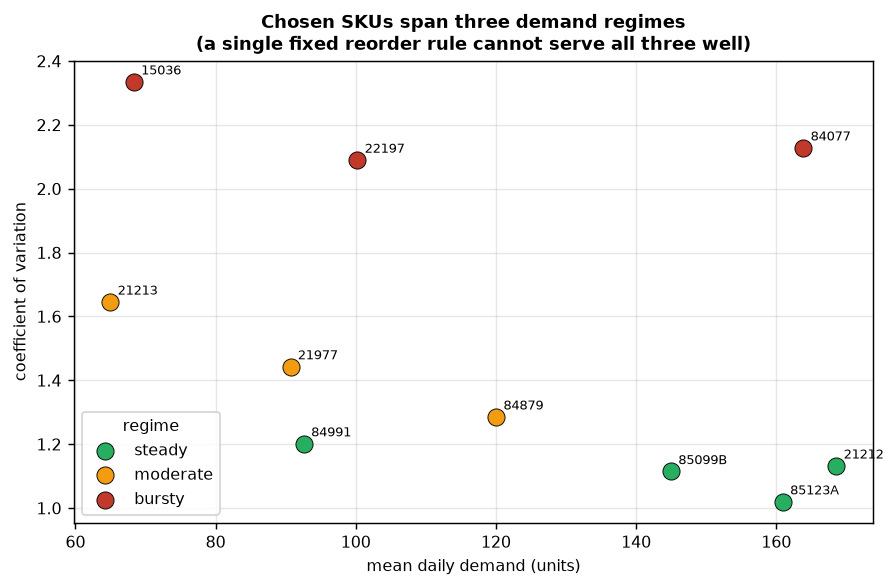 Chosen SKUs span three demand regimes
(a single fixed reorder rule cannot serve all three well)
coefficient of variation
2.4
2.2
2.0
1.8
1.6
1.4
1.2
1.0
15036
22197
84077
21213
21977
84879
84991
85099B
21212
85123A
regime
steady
moderate
bursty
60
80
100
120
140
160
mean daily demand (units)